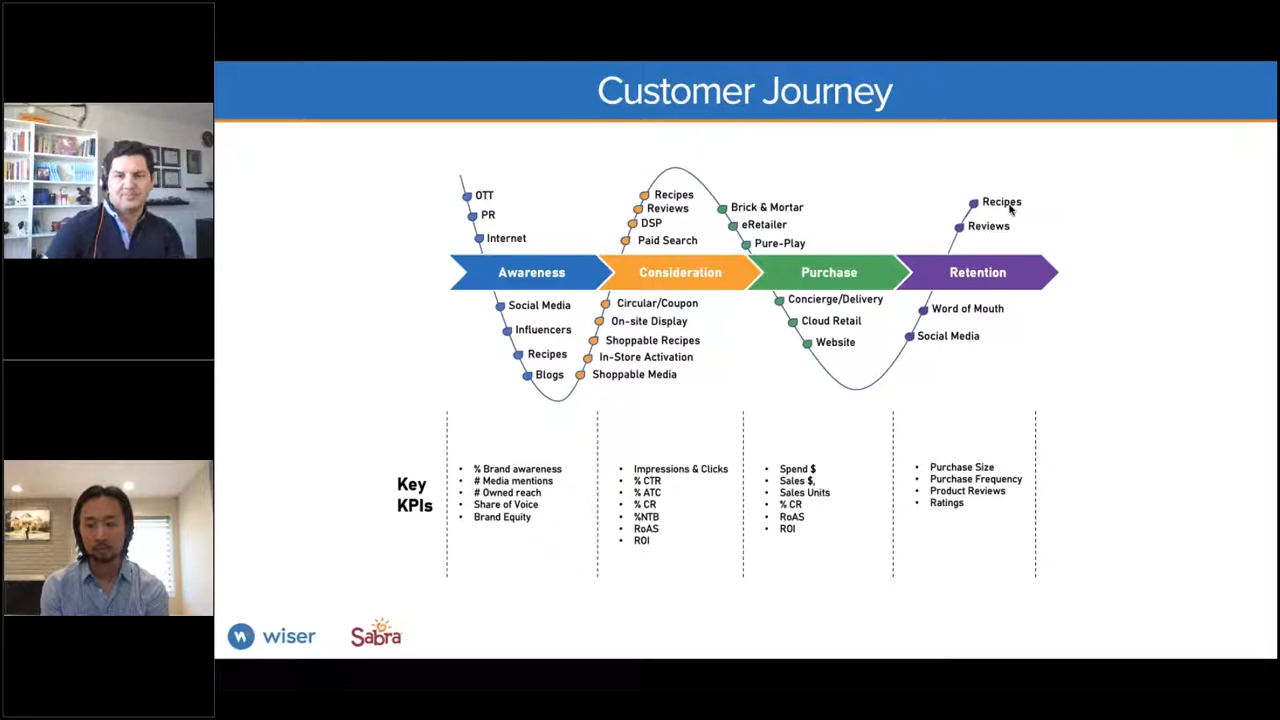 Customer Journey
OTT
PR
Internet
Recipes
Reviews
DSP
Paid Search
Brick & Mortar
eRetailer
Pure-Play
Recipes
Reviews
Awareness
Consideration
Purchase
Retention
Social Media
Influencers
Recipes
Blogs
Circular/Coupon
On-site Display
Shoppable Recipes
In-Store Activation
Shoppable Media
Concierge/Delivery
Cloud Retail
Website
Word of Mouth
Social Media
Key
KPIs
• % Brand awareness
• # Media mentions
• # Owned reach
• Share of Voice
• Brand Equity
• Impressions & Clicks
• % CTR
• % ATC
• % CR
• %NTB
• RoAS
• ROI
• Spend $
• Sales $,
• Sales Units
• % CR
• RoAS
• ROI
• Purchase Size
• Purchase Frequency
• Product Reviews
• Ratings
wiser
Sabra